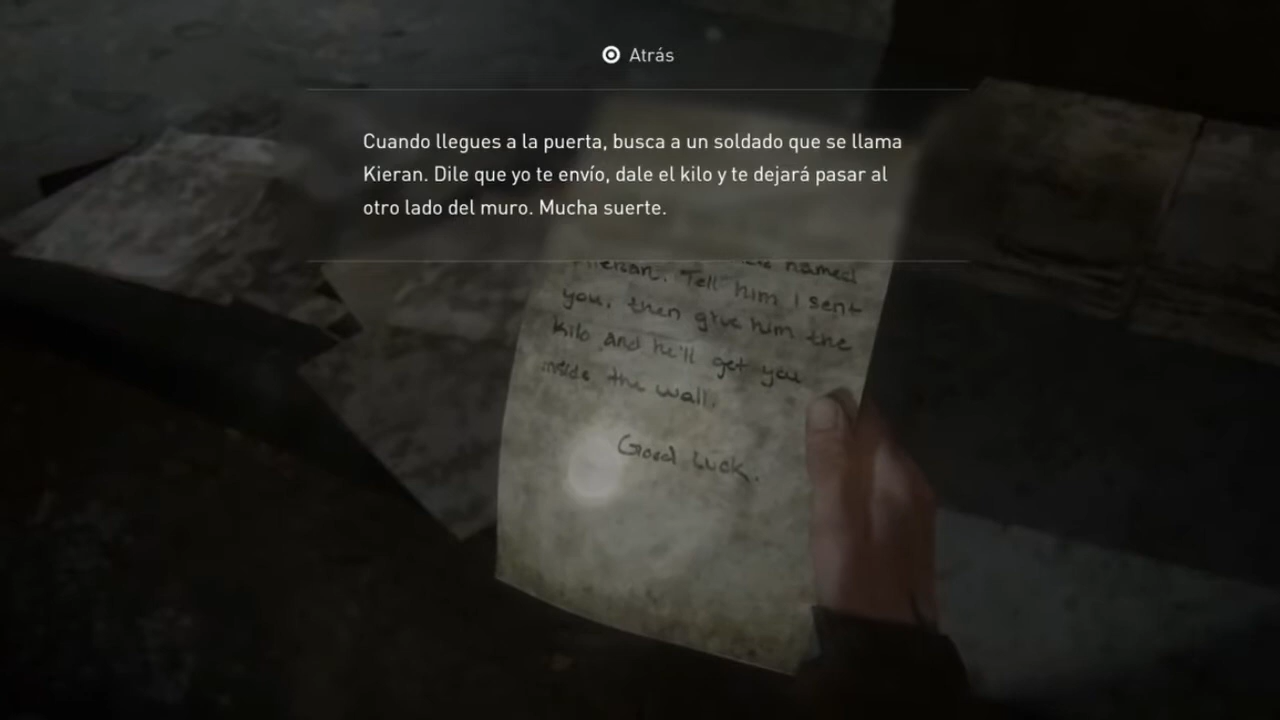 Atrás
Cuando llegues a la puerta, busca a un soldado que se llama
Kieran. Dile que yo te envío, dale el kilo y te dejará pasar al
otro lado del muro. Mucha suerte.
named
Tell him I sent
you, then give him the
kilo and he'll get you
inside the wall.
Good Luck.